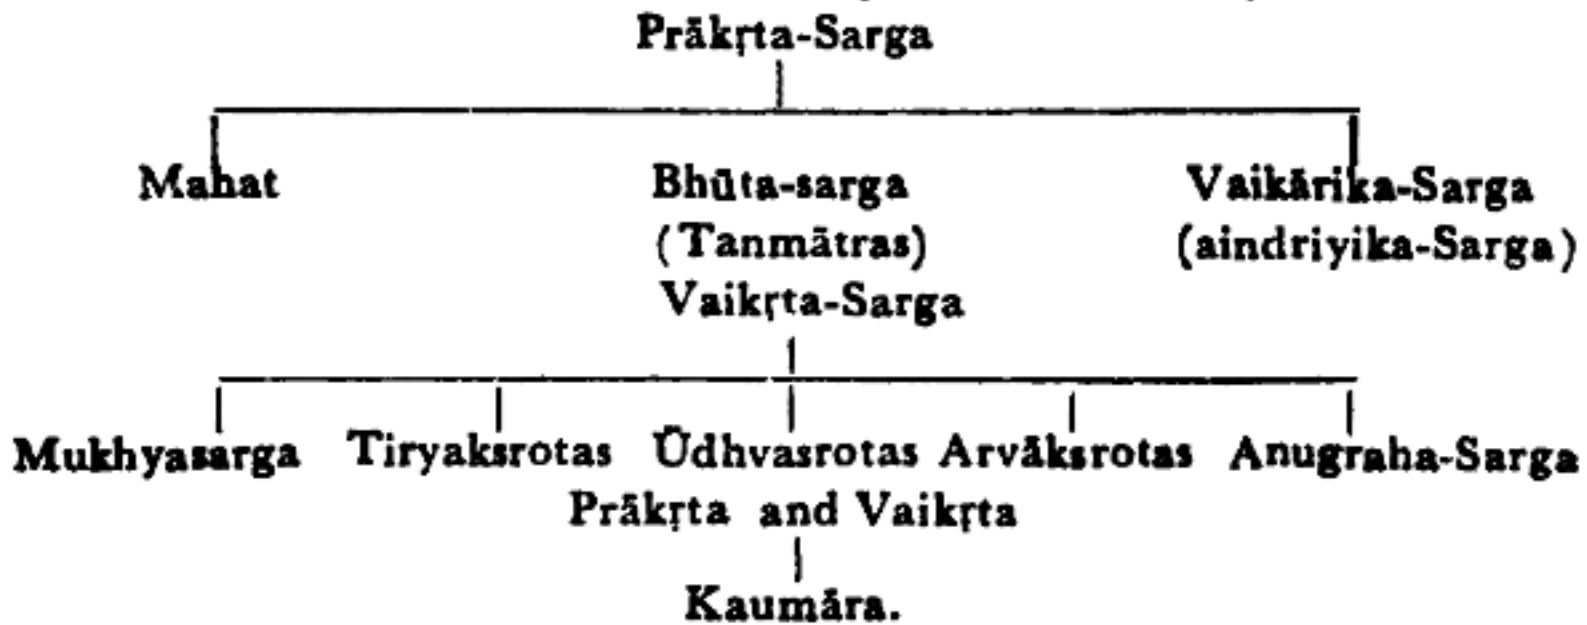 Prākṛta-Sarga
Mahat Bhūta-sarga Vaikārika-Sarga
(Tanmātras) (aindriyika-Sarga)
Vaikṛta-Sarga
Mukhyasarga Tiryaksrotas Ūdhvasrotas Arvāksrotas Anugraha-Sarga
Prākṛta and Vaikṛta
Kaumāra.